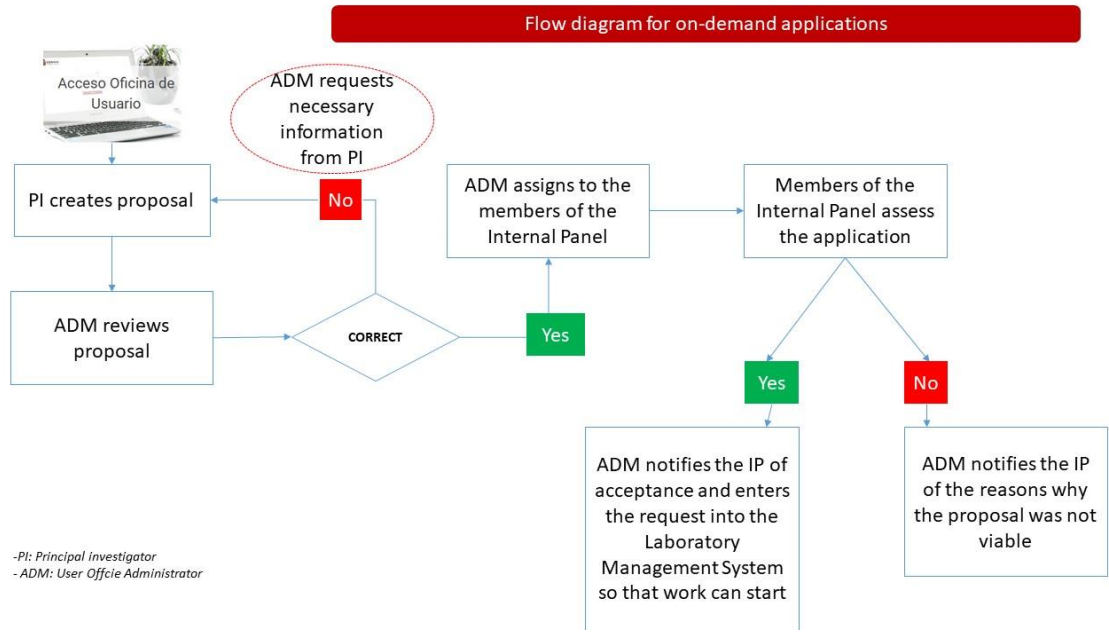 Flow diagram for on-demand applications
Acceso Oficina de
Usuario
ADM requests
necessary
information
from PI
No
PI creates proposal
ADM reviews
proposal
CORRECT
Yes
ADM assigns to the
members of the
Internal Panel
Members of the
Internal Panel assess
the application
Yes
No
ADM notifies the IP of
acceptance and enters
the request into the
Laboratory
Management System
so that work can start
ADM notifies the IP
of the reasons why
the proposal was not
viable
-PI: Principal investigator
- ADM: User Offcie Administrator